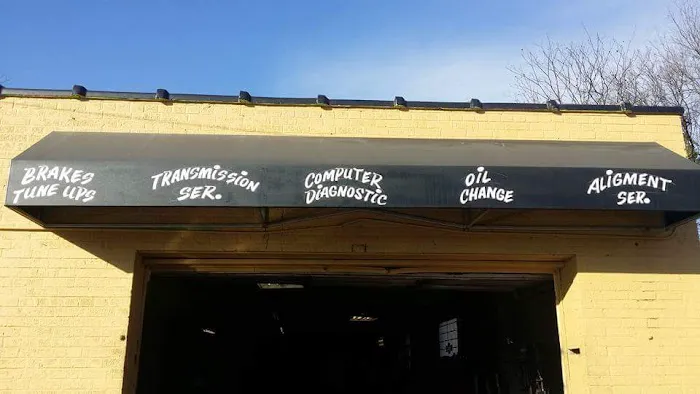 BRAKES
TUNE UPS
TRANSMISSION
SER.
COMPUTER
DIAGNOSTIC
OIL
CHANGE
ALIGMENT
SER.